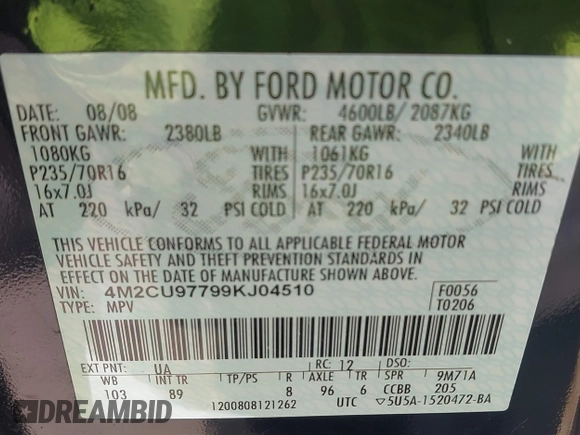 MFD. BY FORD MOTOR CO.
DATE: 08/08 GVWR: 4600LB/ 2087KG
FRONT GAWR: 2380LB REAR GAWR: 2340LB
1080KG WITH 1061KG WITH
P235/70R16 TIRES P235/70R16 TIRES
16x7.0J RIMS 16x7.0J RIMS
AT 220 kPa/ 32 PSI COLD AT 220 kPa/ 32 PSI COLD
THIS VEHICLE CONFORMS TO ALL APPLICABLE FEDERAL MOTOR
VEHICLE SAFETY AND THEFT PREVENTION STANDARDS IN
EFFECT ON THE DATE OF MANUFACTURE SHOWN ABOVE.
VIN: 4M2CU97799KJ04510 F0056
TYPE: MPV T0206
EXT PNT: UA RC: 12 DSO:
WB INT TR TP/PS R AXLE TR SPR 9M71A
103 89 8 96 6 CCBB 205
1200808121262 UTC ▽5U5A-1520472-BA
DREAMBID